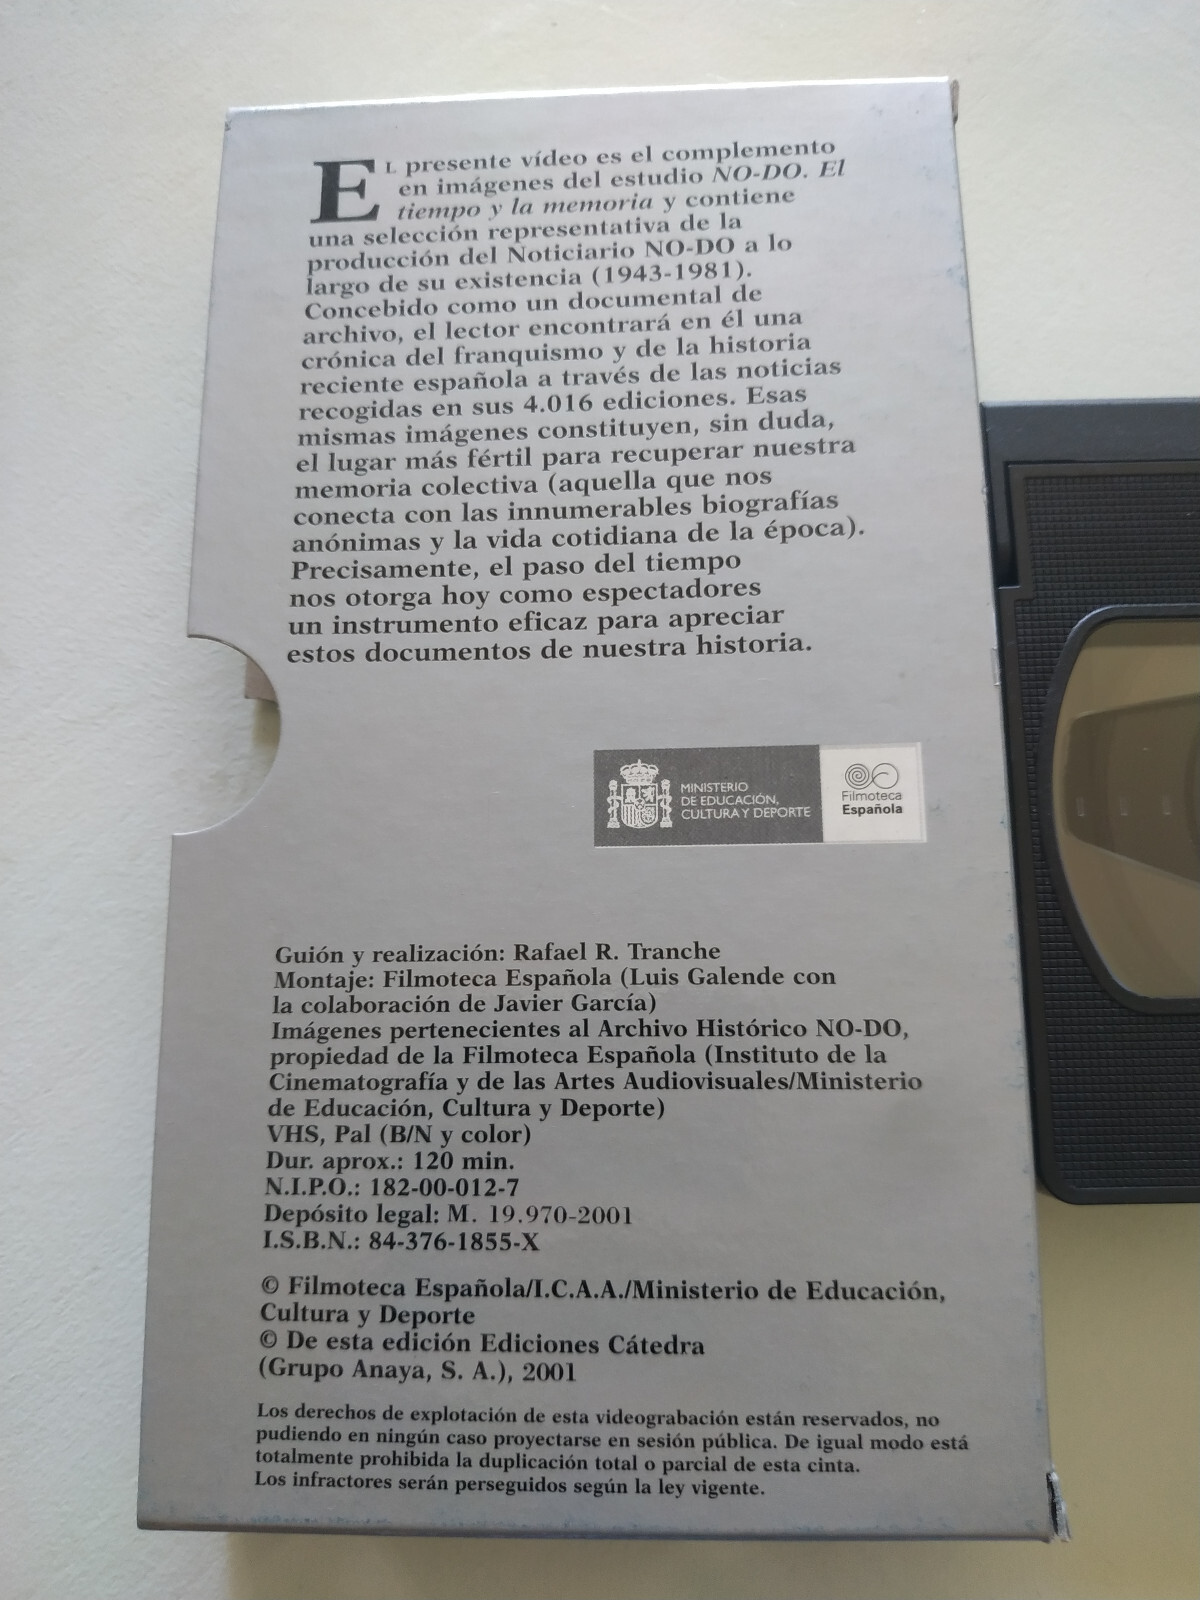 EL presente vídeo es el complemento
en imágenes del estudio NO-DO. El
tiempo y la memoria y contiene
una selección representativa de la
producción del Noticiario NO-DO a lo
largo de su existencia (1943-1981).
Concebido como un documental de
archivo, el lector encontrará en él una
crónica del franquismo y de la historia
reciente española a través de las noticias
recogidas en sus 4.016 ediciones. Esas
mismas imágenes constituyen, sin duda,
el lugar más fértil para recuperar nuestra
memoria colectiva (aquella que nos
conecta con las innumerables biografías
anónimas y la vida cotidiana de la época).
Precisamente, el paso del tiempo
nos otorga hoy como espectadores
un instrumento eficaz para apreciar
estos documentos de nuestra historia.
MINISTERIO
DE EDUCACIÓN,
CULTURA Y DEPORTE
Filmoteca
Española
Guión y realización: Rafael R. Tranche
Montaje: Filmoteca Española (Luis Galende con
la colaboración de Javier García)
Imágenes pertenecientes al Archivo Histórico NO-DO,
propiedad de la Filmoteca Española (Instituto de la
Cinematografía y de las Artes Audiovisuales/Ministerio
de Educación, Cultura y Deporte)
VHS, Pal (B/N y color)
Dur. aprox.: 120 min.
N.I.P.O.: 182-00-012-7
Depósito legal: M. 19.970-2001
I.S.B.N.: 84-376-1855-X
© Filmoteca Española/I.C.A.A./Ministerio de Educación,
Cultura y Deporte
© De esta edición Ediciones Cátedra
(Grupo Anaya, S. A.), 2001
Los derechos de explotación de esta videograbación están reservados, no
pudiendo en ningún caso proyectarse en sesión pública. De igual modo está
totalmente prohibida la duplicación total o parcial de esta cinta.
Los infractores serán perseguidos según la ley vigente.